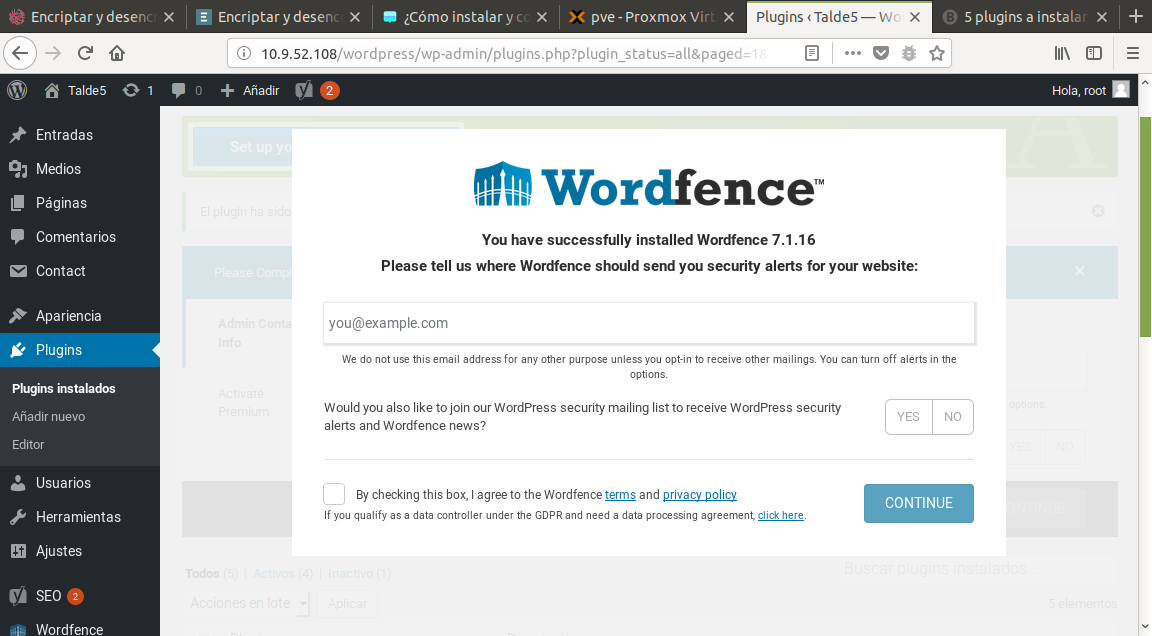 Encriptar y desenc
Encriptar y desenc
¿Cómo instalar y co
pve - Proxmox Virt
Plugins ‹ Talde5 — Wo
5 plugins a instalar
10.9.52.108/wordpress/wp-admin/plugins.php?plugin_status=all&paged=1&
Talde5
1
0
Añadir
2
Hola, root
Entradas
Medios
Páginas
Comentarios
Contact
Apariencia
Plugins
Plugins instalados
Añadir nuevo
Editor
Usuarios
Herramientas
Ajustes
SEO 2
Wordfence
Set up yo
El plugin ha sido
Please Compl
Admin Conta
Info
Activate
Premium
Wordfence™
You have successfully installed Wordfence 7.1.16
Please tell us where Wordfence should send you security alerts for your website:
you@example.com
We do not use this email address for any other purpose unless you opt-in to receive other mailings. You can turn off alerts in the
options.
Would you also like to join our WordPress security mailing list to receive WordPress security
alerts and Wordfence news?
YES NO
By checking this box, I agree to the Wordfence terms and privacy policy
If you qualify as a data controller under the GDPR and need a data processing agreement, click here.
CONTINUE
options.
YES NO
ONTINUE
Todos (5) | Activos (4) | Inactivo (1)
Buscar plugins instalados...
Acciones en lote
Aplicar
5 elementos